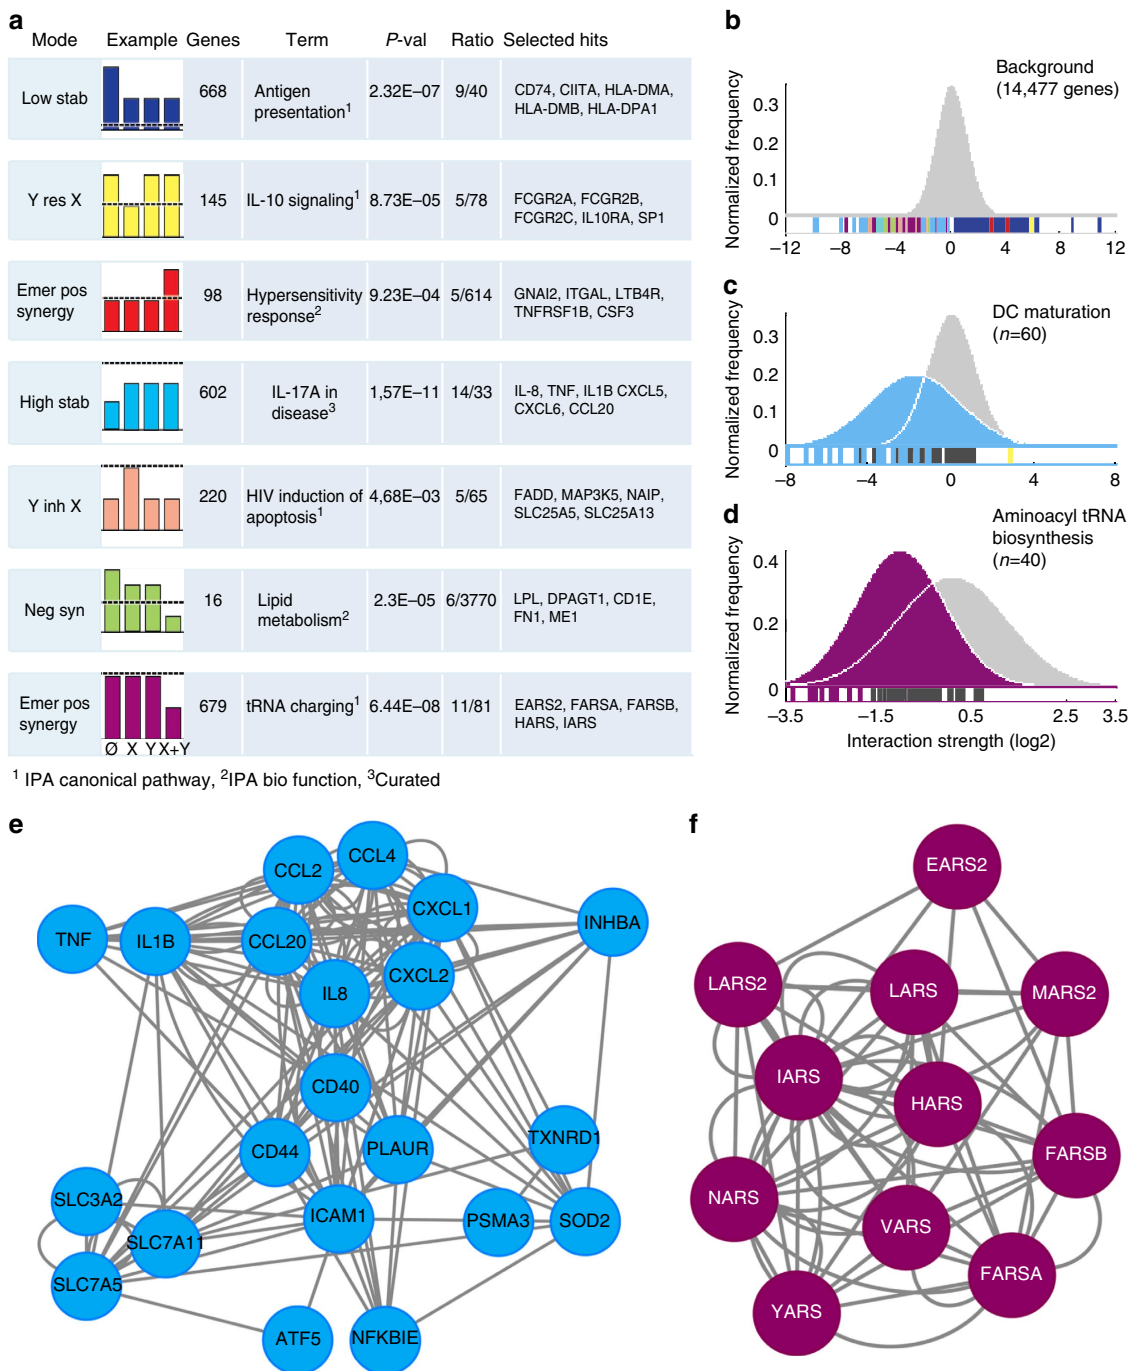 a
Mode Example Genes Term P-val Ratio Selected hits
Low stab 668 Antigen presentation1 2.32E–07 9/40 CD74, CIITA, HLA-DMA, HLA-DMB, HLA-DPA1
Y res X 145 IL-10 signaling1 8.73E–05 5/78 FCGR2A, FCGR2B, FCGR2C, IL10RA, SP1
Emer pos synergy 98 Hypersensitivity response2 9.23E–04 5/614 GNAI2, ITGAL, LTB4R, TNFRSF1B, CSF3
High stab 602 IL-17A in disease3 1,57E–11 14/33 IL-8, TNF, IL1B CXCL5, CXCL6, CCL20
Y inh X 220 HIV induction of apoptosis1 4,68E–03 5/65 FADD, MAP3K5, NAIP, SLC25A5, SLC25A13
Neg syn 16 Lipid metabolism2 2.3E–05 6/3770 LPL, DPAGT1, CD1E, FN1, ME1
Emer pos synergy 679 tRNA charging1 6.44E–08 11/81 EARS2, FARSA, FARSB, HARS, IARS
Ø X Y X+Y
1 IPA canonical pathway, 2IPA bio function, 3Curated
b
Background
(14,477 genes)
Normalized frequency
0.3
0.2
0.1
0
–12 –8 –4 0 4 8 12
c
DC maturation
(n=60)
Normalized frequency
0.3
0.2
0.1
0
–8 –4 0 4 8
d
Aminoacyl tRNA
biosynthesis
(n=40)
Normalized frequency
0.4
0.2
0
–3.5 –1.5 0.5 2.5 3.5
Interaction strength (log2)
e
CCL2
CCL4
CXCL1
INHBA
TNF
IL1B
CCL20
CXCL2
IL8
CD40
CD44
PLAUR
TXNRD1
SLC3A2
SLC7A11
ICAM1
PSMA3
SOD2
SLC7A5
ATF5
NFKBIE
f
EARS2
LARS2
LARS
MARS2
IARS
HARS
FARSB
NARS
VARS
FARSA
YARS